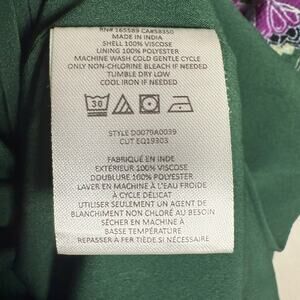 RN# 165589 CA#58350
MADE IN INDIA
SHELL 100% VISCOSE
LINING 100% POLYESTER
MACHINE WASH COLD GENTLE CYCLE
ONLY NON-CHLORINE BLEACH IF NEEDED
TUMBLE DRY LOW
COOL IRON IF NEEDED
30
STYLE D0079A0039
CUT EQ19303
FABRIQUÉ EN INDE
EXTÉRIEUR 100% VISCOSE
DOUBLURE 100% POLYESTER
LAVER EN MACHINE À L'EAU FROIDE
À CYCLE DÉLICAT
UTILISER SEULEMENT UN AGENT DE
BLANCHIMENT NON CHLORÉ AU BESOIN
SÉCHER EN MACHINE À
BASSE TEMPÉRATURE
REPASSER À FER TIÈDE SI NÉCESSAIRE